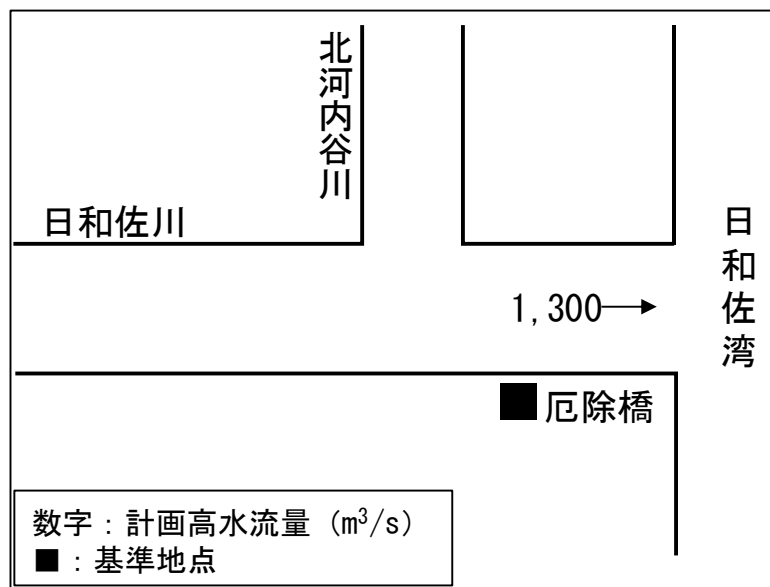 北河内谷川
日和佐川
日和佐湾
1,300→
■厄除橋
数字：計画高水流量（m³/s）
■：基準地点